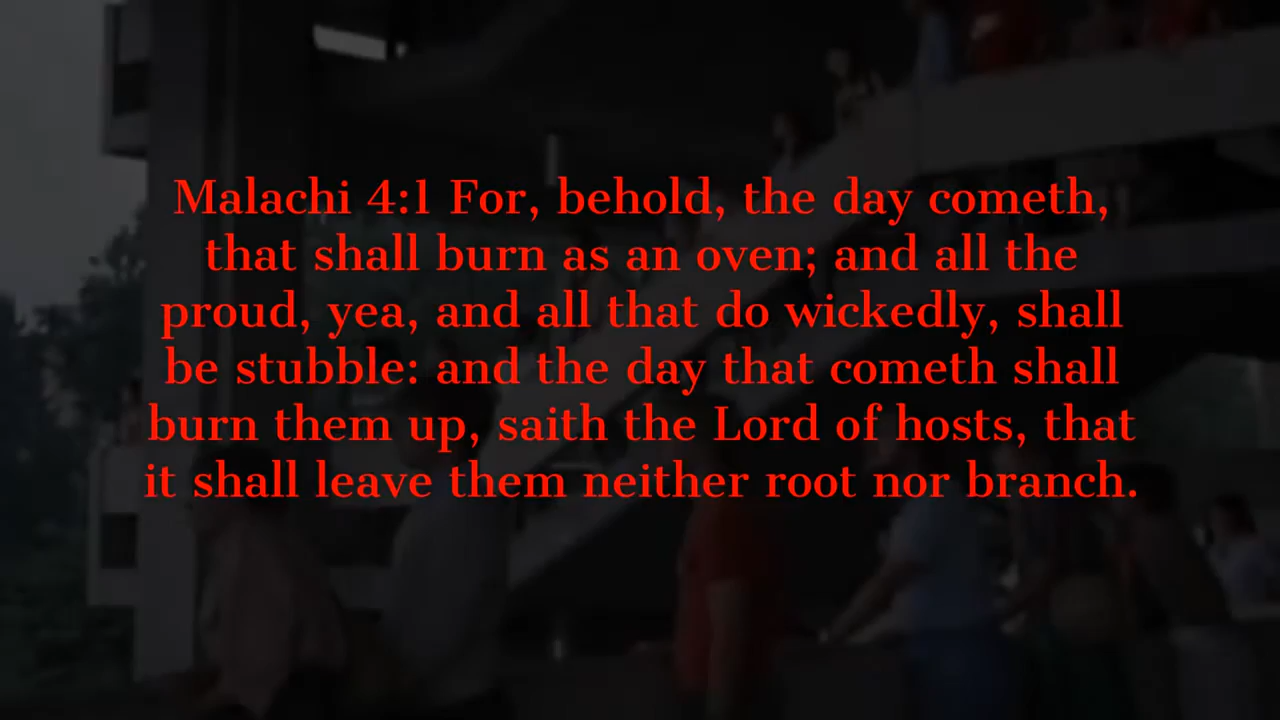 Malachi 4:1 For, behold, the day cometh,
that shall burn as an oven; and all the
proud, yea, and all that do wickedly, shall
be stubble: and the day that cometh shall
burn them up, saith the Lord of hosts, that
it shall leave them neither root nor branch.